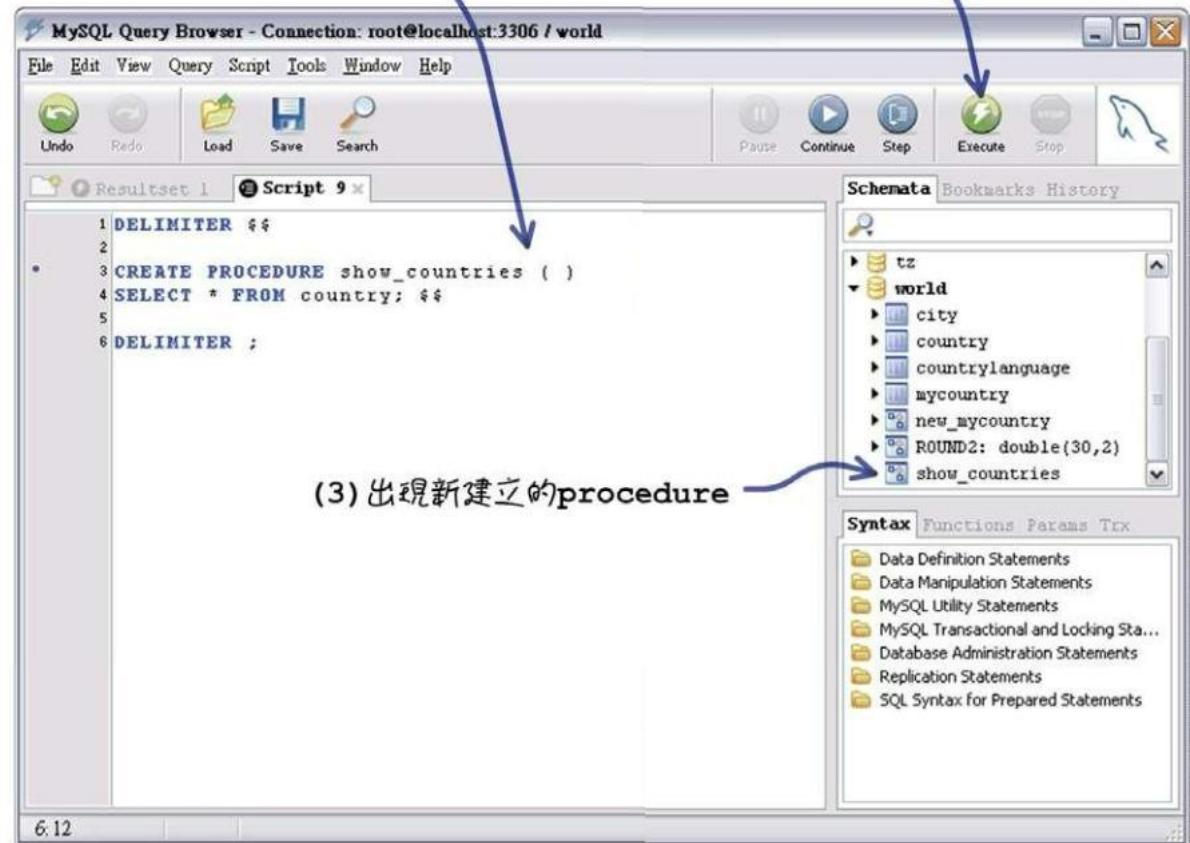 MySQL Query Browser - Connection: root@localhost:3306 / world
File Edit View Query Script Tools Window Help
Undo Redo Load Save Search Pause Continue Step Execute Stop
Resultset 1 Script 9
Schemata Bookmarks History
1 DELIMITER $$
2
3 CREATE PROCEDURE show_countries ( )
4 SELECT * FROM country; $$
5
6 DELIMITER ;
tz
world
city
country
countrylanguage
mycountry
new_mycountry
ROUND2: double(30,2)
show_countries
(3)出現新建立的procedure
Syntax Functions Params Trx
Data Definition Statements
Data Manipulation Statements
MySQL Utility Statements
MySQL Transactional and Locking Sta...
Database Administration Statements
Replication Statements
SQL Syntax for Prepared Statements
6:12